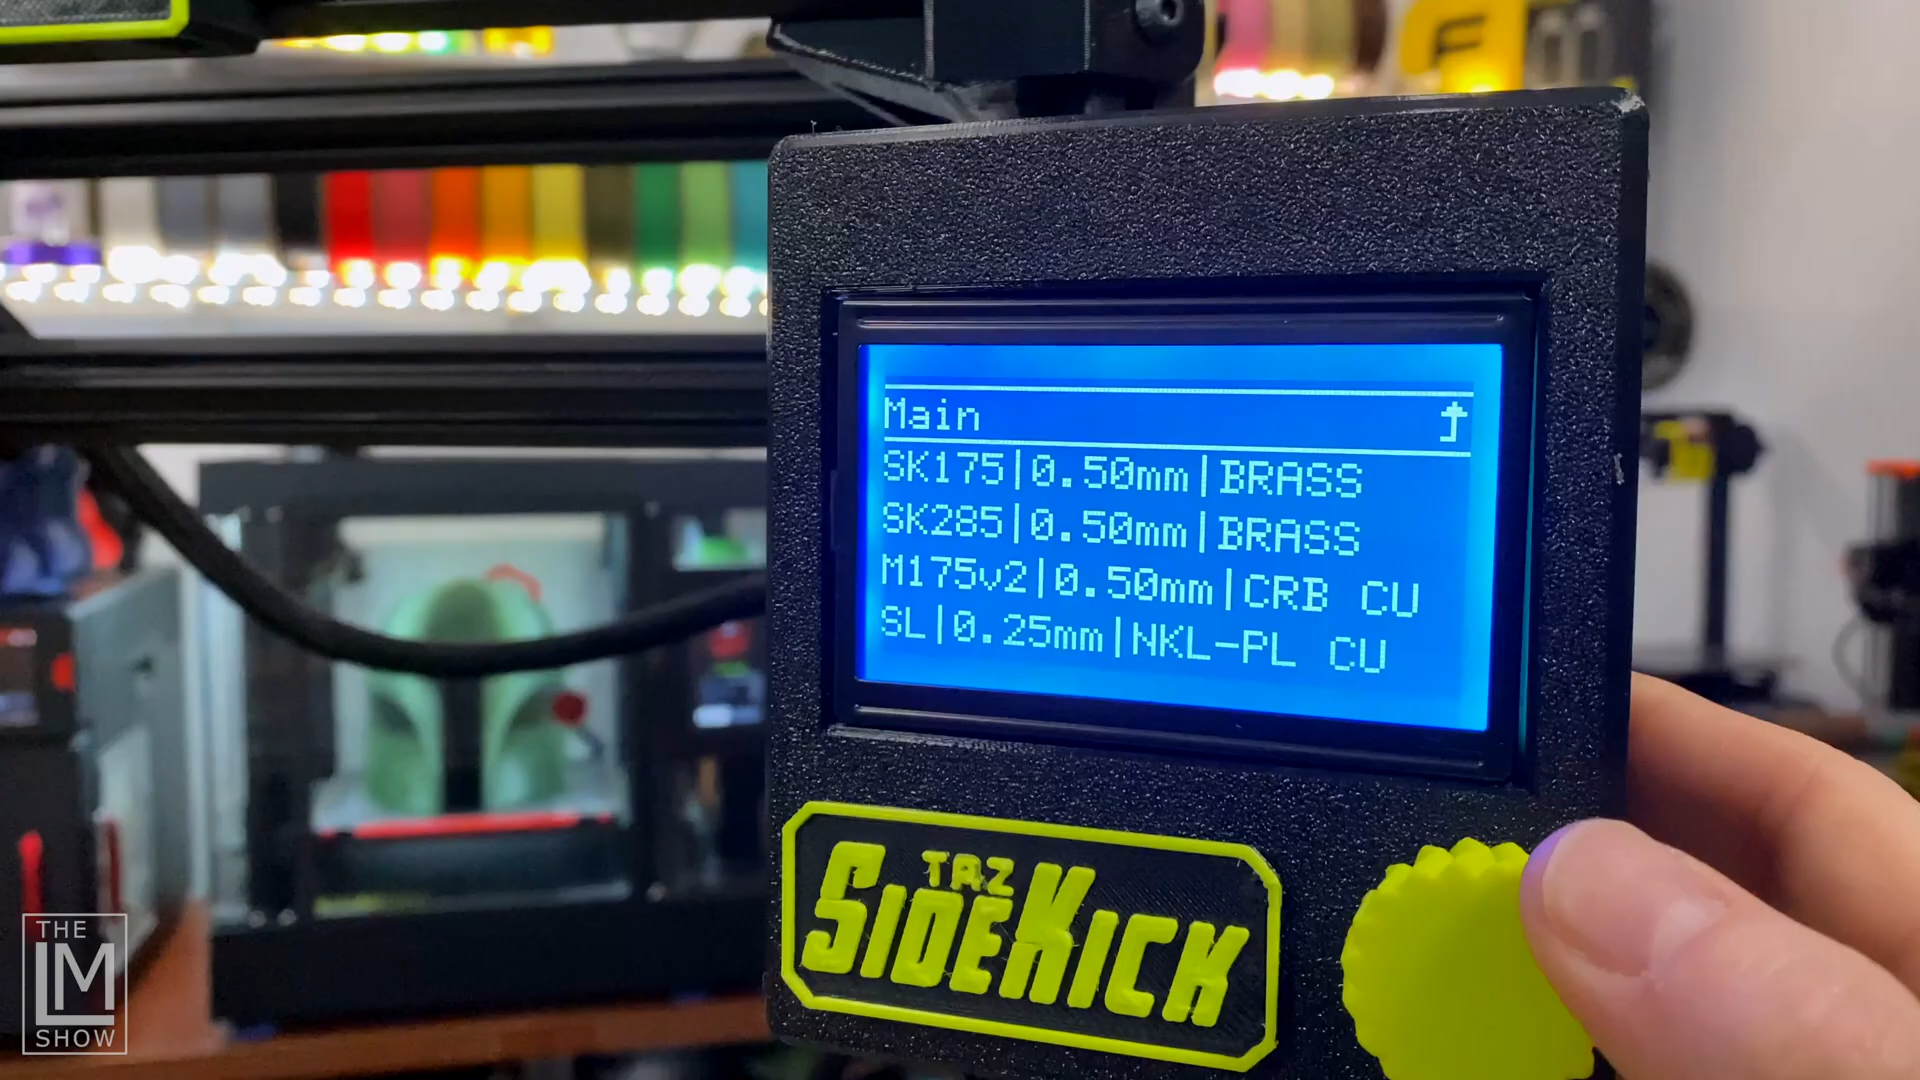 Main
SK175|0.50mm|BRASS
SK285|0.50mm|BRASS
M175v2|0.50mm|CRB CU
SL|0.25mm|NKL-PL CU
TAZ
SIDEKICK
THE
LM
SHOW